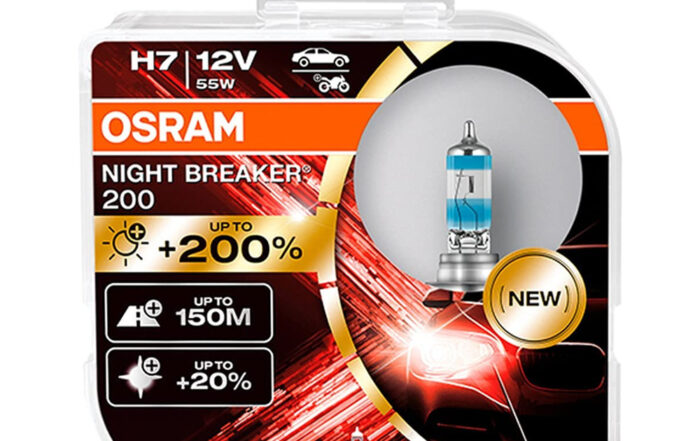 H7 | 12V
55W
OSRAM
NIGHT BREAKER®
200
UP TO
+200%
UP TO
150M
UP TO
+20%
(NEW)